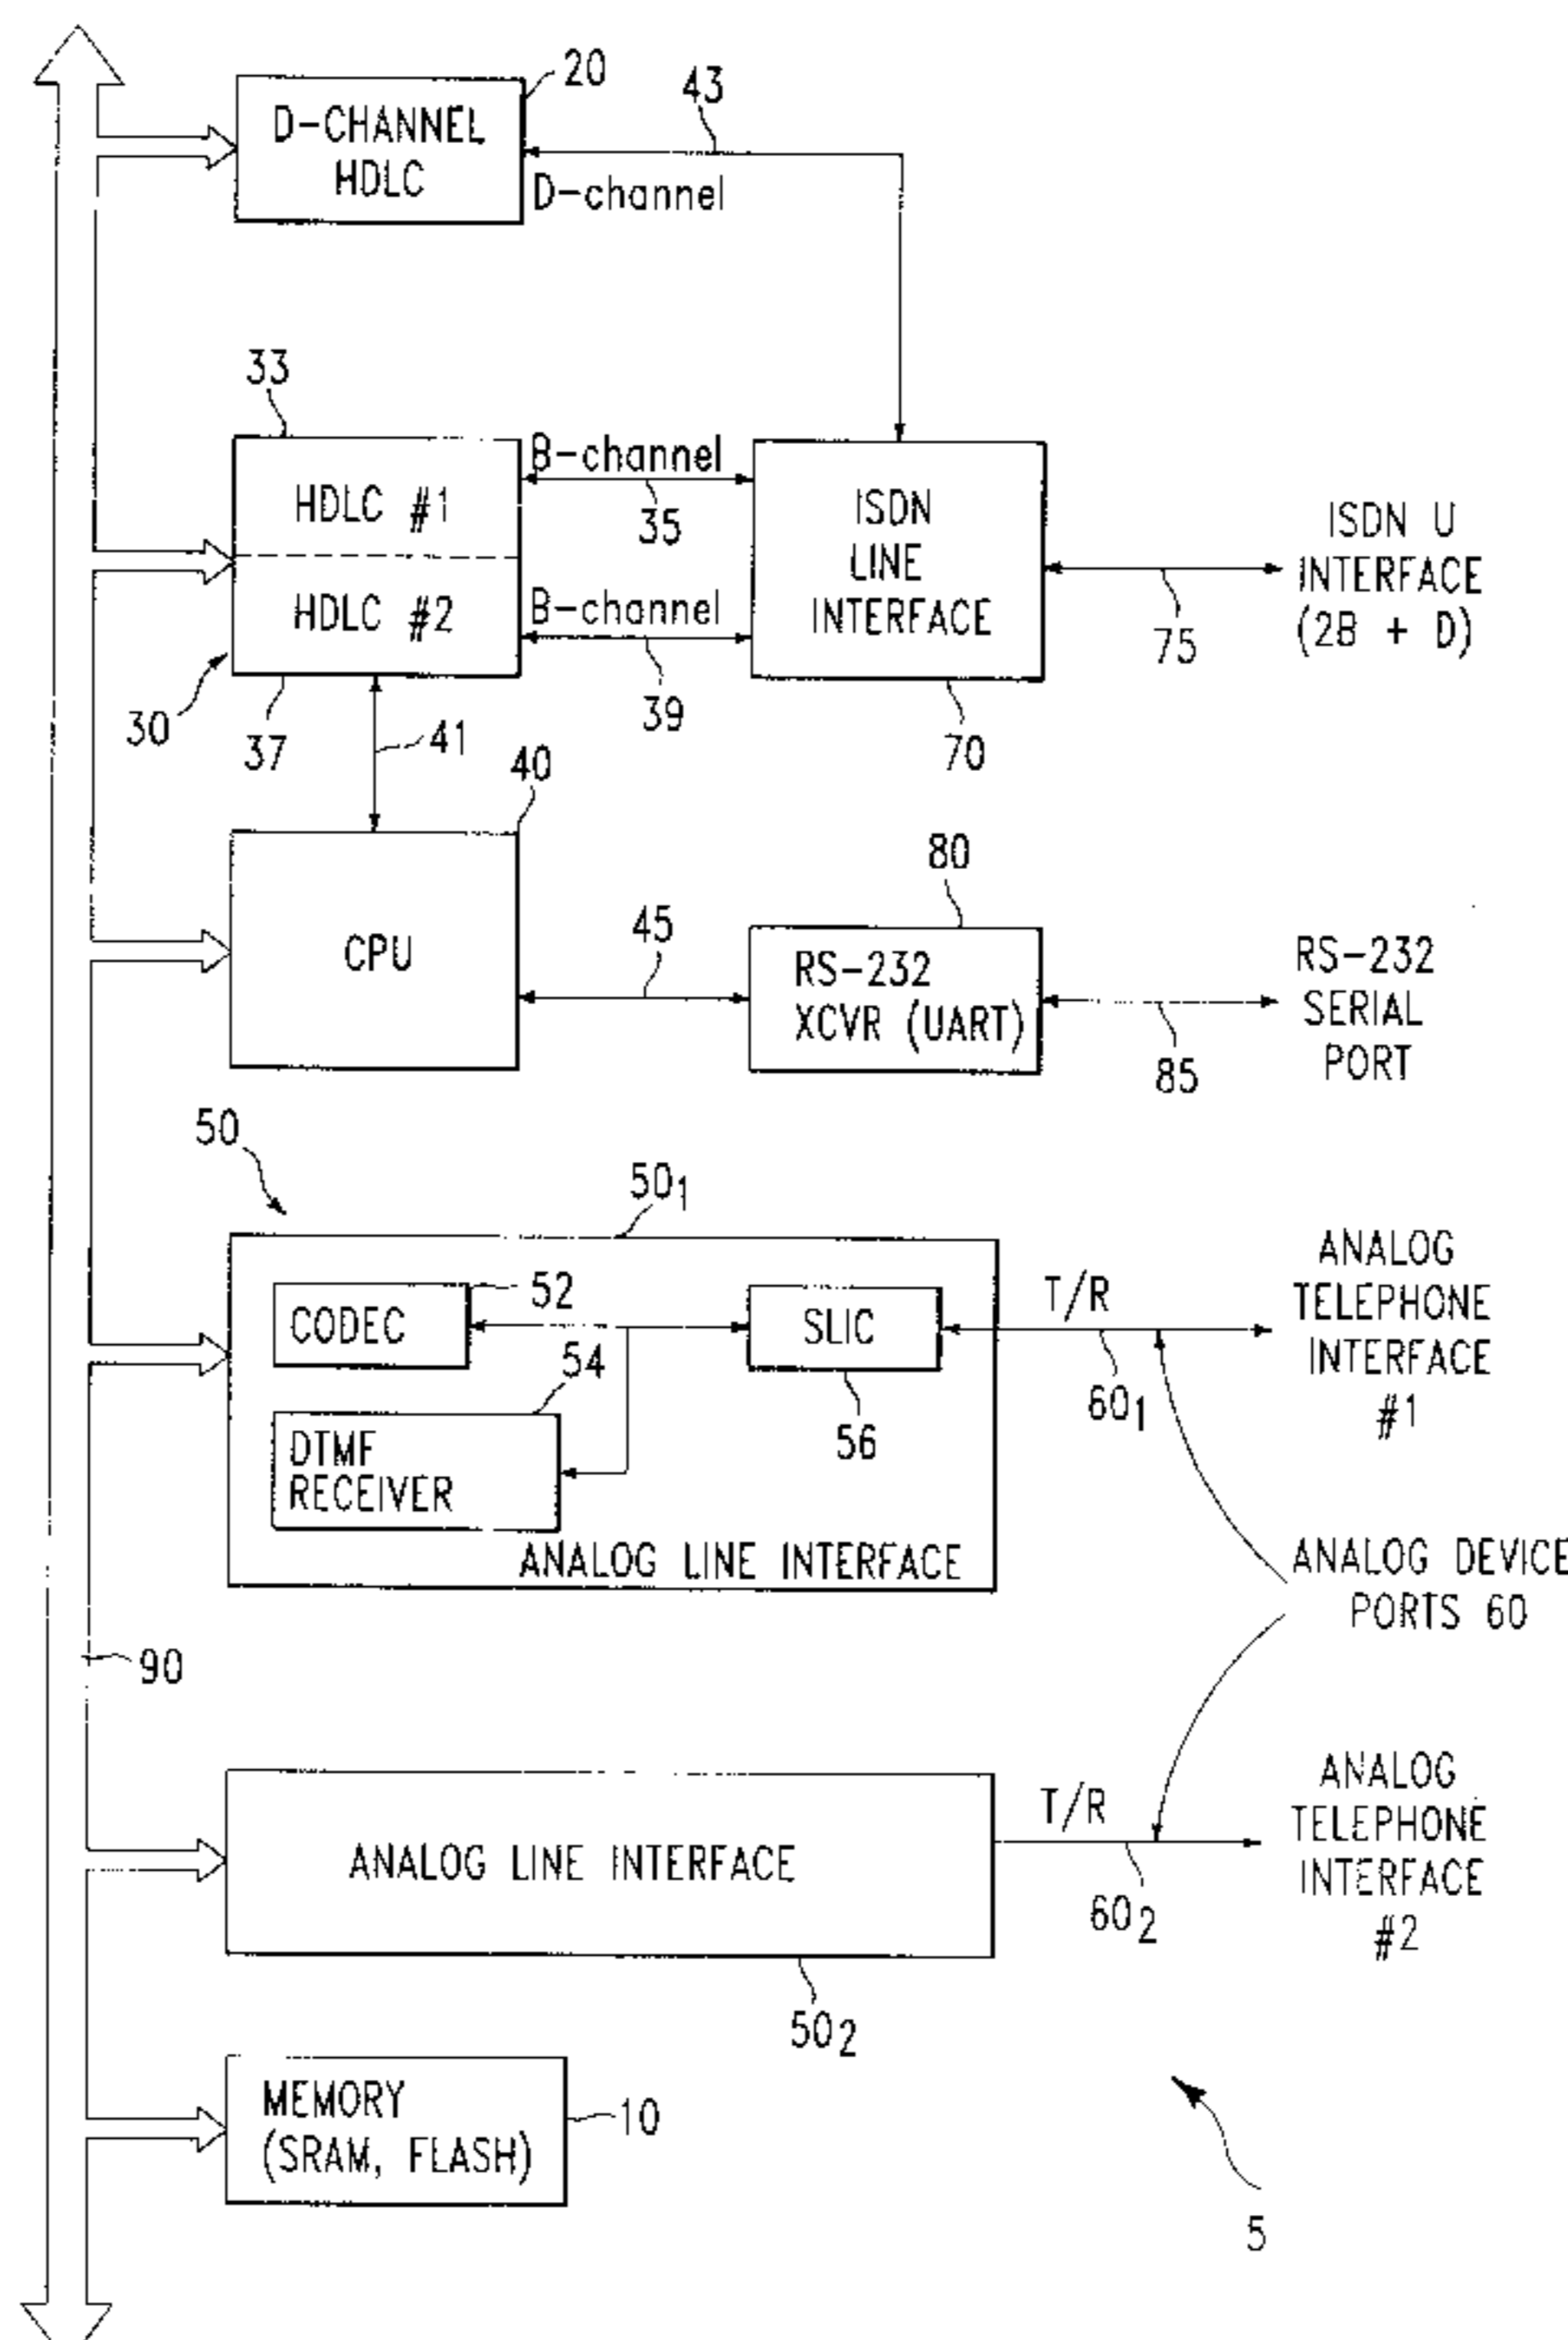 20
43
D-CHANNEL
HDLC
D-channel
33
HDLC #1
B-channel
35
ISDN
LINE
INTERFACE
ISDN U
INTERFACE
(2B + D)
75
HDLC #2
B-channel
39
30
37
41
70
40
CPU
45
80
RS-232
XCVR (UART)
85
RS-232
SERIAL
PORT
50
50₁
CODEC
52
SLIC
56
54
DTMF
RECEIVER
ANALOG LINE INTERFACE
T/R
60₁
ANALOG
TELEPHONE
INTERFACE
#1
ANALOG DEVICE
PORTS 60
90
ANALOG LINE INTERFACE
50₂
T/R
60₂
ANALOG
TELEPHONE
INTERFACE
#2
MEMORY
(SRAM, FLASH)
10
5